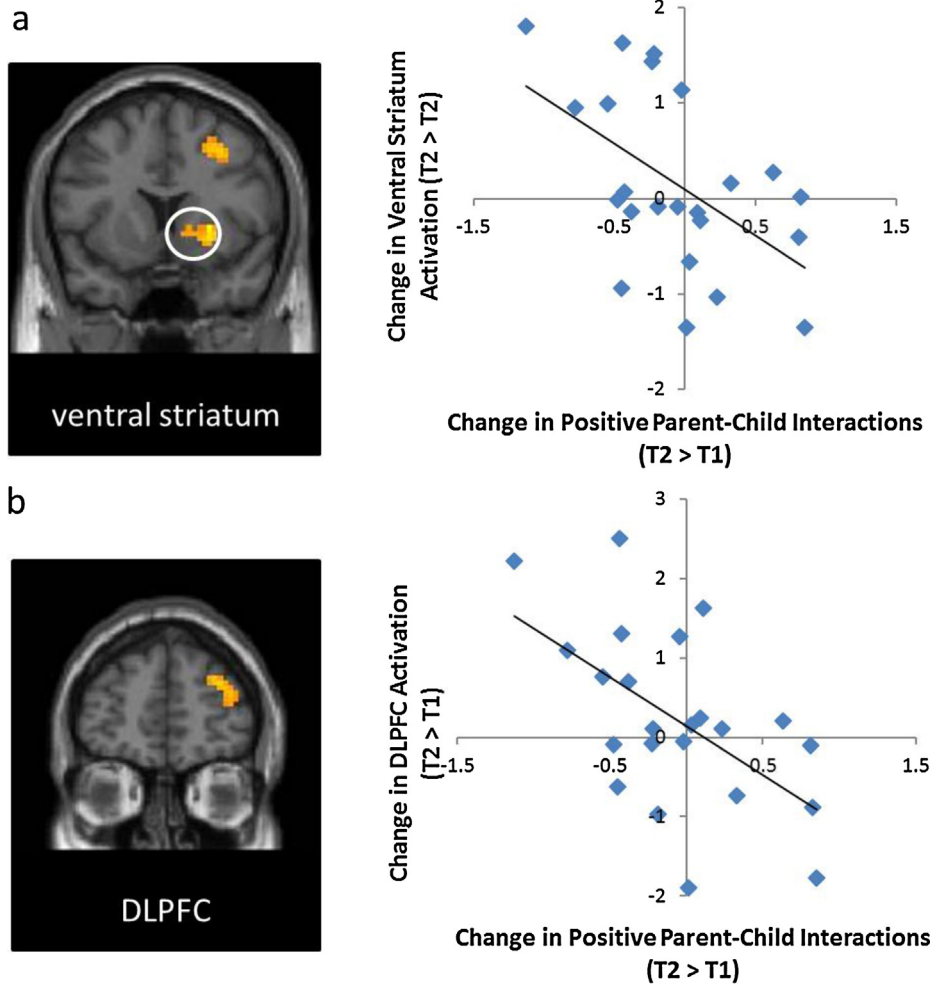 a
ventral striatum
Change in Ventral Striatum
Activation (T2 > T2)
2
1
0
-1
-2
-1.5
-0.5
0.5
1.5
Change in Positive Parent-Child Interactions
(T2 > T1)
b
DLPFC
Change in DLPFC Activation
(T2 > T1)
3
2
1
0
-1
-2
-1.5
-0.5
0.5
1.5
Change in Positive Parent-Child Interactions
(T2 > T1)